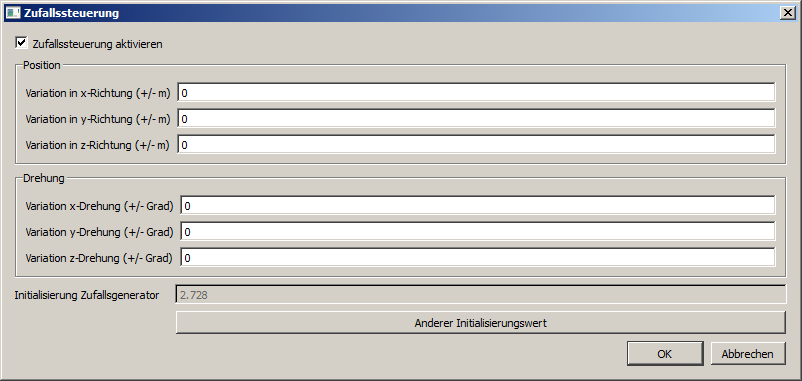 Zufallssteuerung
Zufallssteuerung aktivieren
Position
Variation in x-Richtung (+/- m) 0
Variation in y-Richtung (+/- m) 0
Variation in z-Richtung (+/- m) 0
Drehung
Variation x-Drehung (+/- Grad) 0
Variation y-Drehung (+/- Grad) 0
Variation z-Drehung (+/- Grad) 0
Initialisierung Zufallsgenerator 2.728
Anderer Initialisierungswert
OK Abbrechen